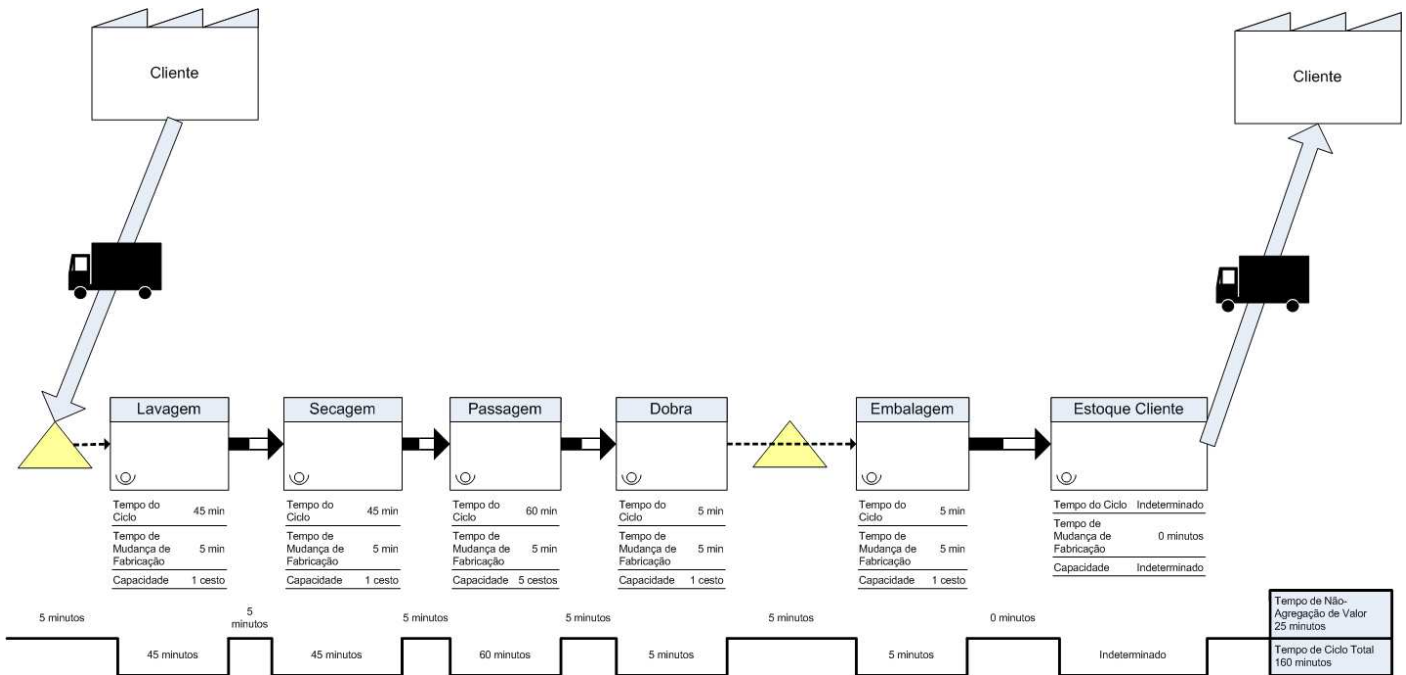 Cliente
Cliente
Lavagem
Secagem
Passagem
Dobra
Embalagem
Estoque Cliente
Tempo do
Ciclo 45 min
Tempo de
Mudança de 5 min
Fabricação
Capacidade 1 cesto
Tempo do
Ciclo 45 min
Tempo de
Mudança de 5 min
Fabricação
Capacidade 1 cesto
Tempo do
Ciclo 60 min
Tempo de
Mudança de 5 min
Fabricação
Capacidade 5 cestos
Tempo do
Ciclo 5 min
Tempo de
Mudança de 5 min
Fabricação
Capacidade 1 cesto
Tempo do
Ciclo 5 min
Tempo de
Mudança de 5 min
Fabricação
Capacidade 1 cesto
Tempo do Ciclo Indeterminado
Tempo de
Mudança de 0 minutos
Fabricação
Capacidade Indeterminado
5 minutos
45 minutos
5
minutos
45 minutos
5 minutos
60 minutos
5 minutos
5 minutos
5 minutos
5 minutos
0 minutos
Indeterminado
Tempo de Não-
Agregação de Valor
25 minutos
Tempo de Ciclo Total
160 minutos